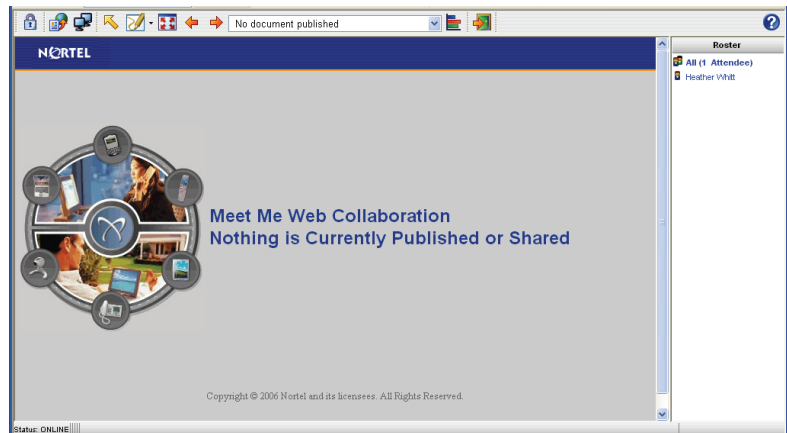 No document published
NORTEL
Roster
All (1 Attendee)
Heather Whitt
Meet Me Web Collaboration
Nothing is Currently Published or Shared
Copyright © 2006 Nortel and its licensees. All Rights Reserved.
Status: ONLINE